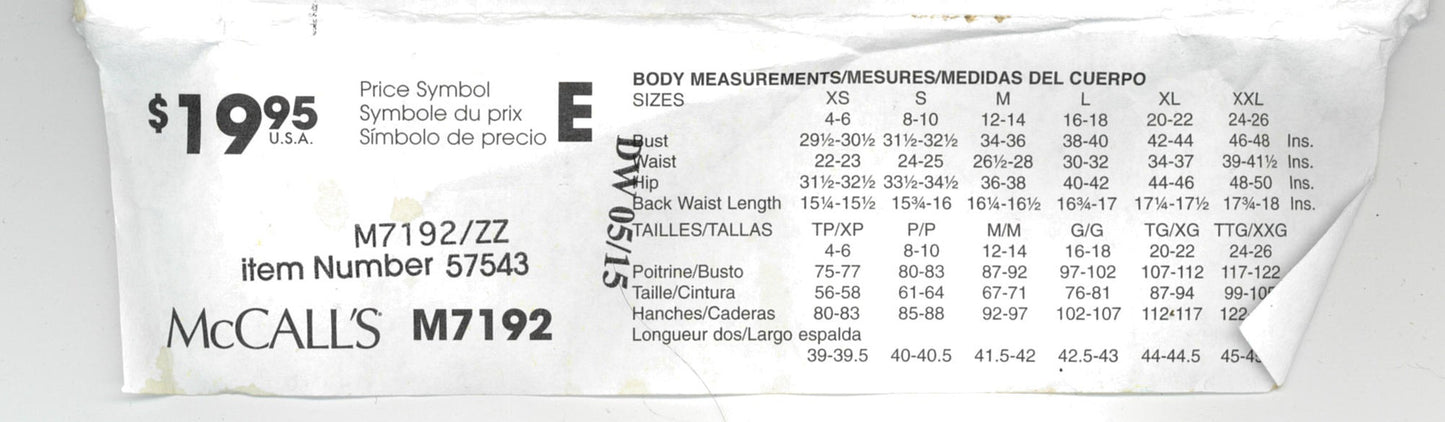 $19.95
U.S.A.
Price Symbol
Symbole du prix
Símbolo de precio
E
M7192/ZZ
item Number 57543
McCALL'S M7192
DW 05/15
BODY MEASUREMENTS/MESURES/MEDIDAS DEL CUERPO
SIZES XS S M L XL XXL
4-6 8-10 12-14 16-18 20-22 24-26
Bust 29½-30½ 31½-32½ 34-36 38-40 42-44 46-48 Ins.
Waist 22-23 24-25 26½-28 30-32 34-37 39-41½ Ins.
Hip 31½-32½ 33½-34½ 36-38 40-42 44-46 48-50 Ins.
Back Waist Length 15¼-15½ 15¾-16 16¼-16½ 16¾-17 17¼-17½ 17¾-18 Ins.
TAILLES/TALLAS TP/XP P/P M/M G/G TG/XG TTG/XXG
4-6 8-10 12-14 16-18 20-22 24-26
Poitrine/Busto 75-77 80-83 87-92 97-102 107-112 117-122
Taille/Cintura 56-58 61-64 67-71 76-81 87-94
Hanches/Caderas 80-83 85-88 92-97 102-107 112-117
Longueur dos/Largo espalda
39-39.5 40-40.5 41.5-42 42.5-43 44-44.5